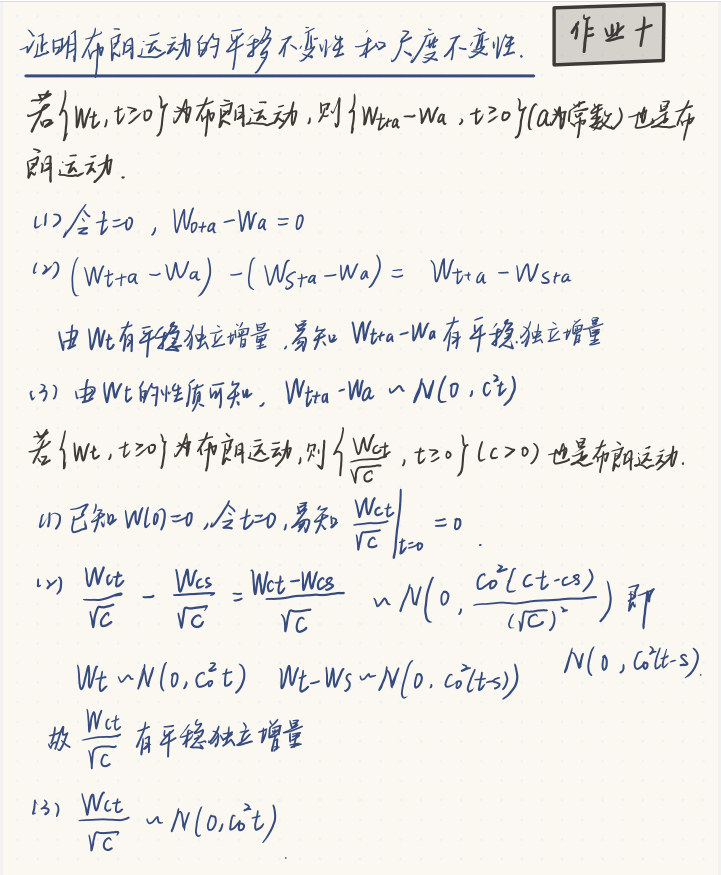 证明布朗运动的平移不变性和尺度不变性.
作业十
若{Wt, t≥0}为布朗运动,则{Wt+a-Wa, t≥0}(a为常数)也是布
朗运动.
(1)令t=0, W0+a-Wa=0
(2)(Wt+a-Wa)-(Ws+a-Wa)= Wt+a-Ws+a
由Wt有平稳独立增量,易知Wt+a-Wa有平稳独立增量
(3) 由Wt的性质可知, Wt+a-Wa ~ N(0, c²t)
若{Wt, t≥0}为布朗运动,则{Wct/√c, t≥0}(c>0)也是布朗运动.
(1) 已知W(0)=0,令t=0,易知 Wct/√c |t=0 =0.
(2) Wct/√c - Wcs/√c = (Wct-Wcs)/√c ~ N(0, c₀²(ct-cs)/(√c)²) 即
Wt~N(0, c₀²t) Wt-Ws~N(0, c₀²(t-s)) N(0, c₀²(t-s).
故 Wct/√c 有平稳独立增量
(3) Wct/√c ~ N(0, c₀²t)